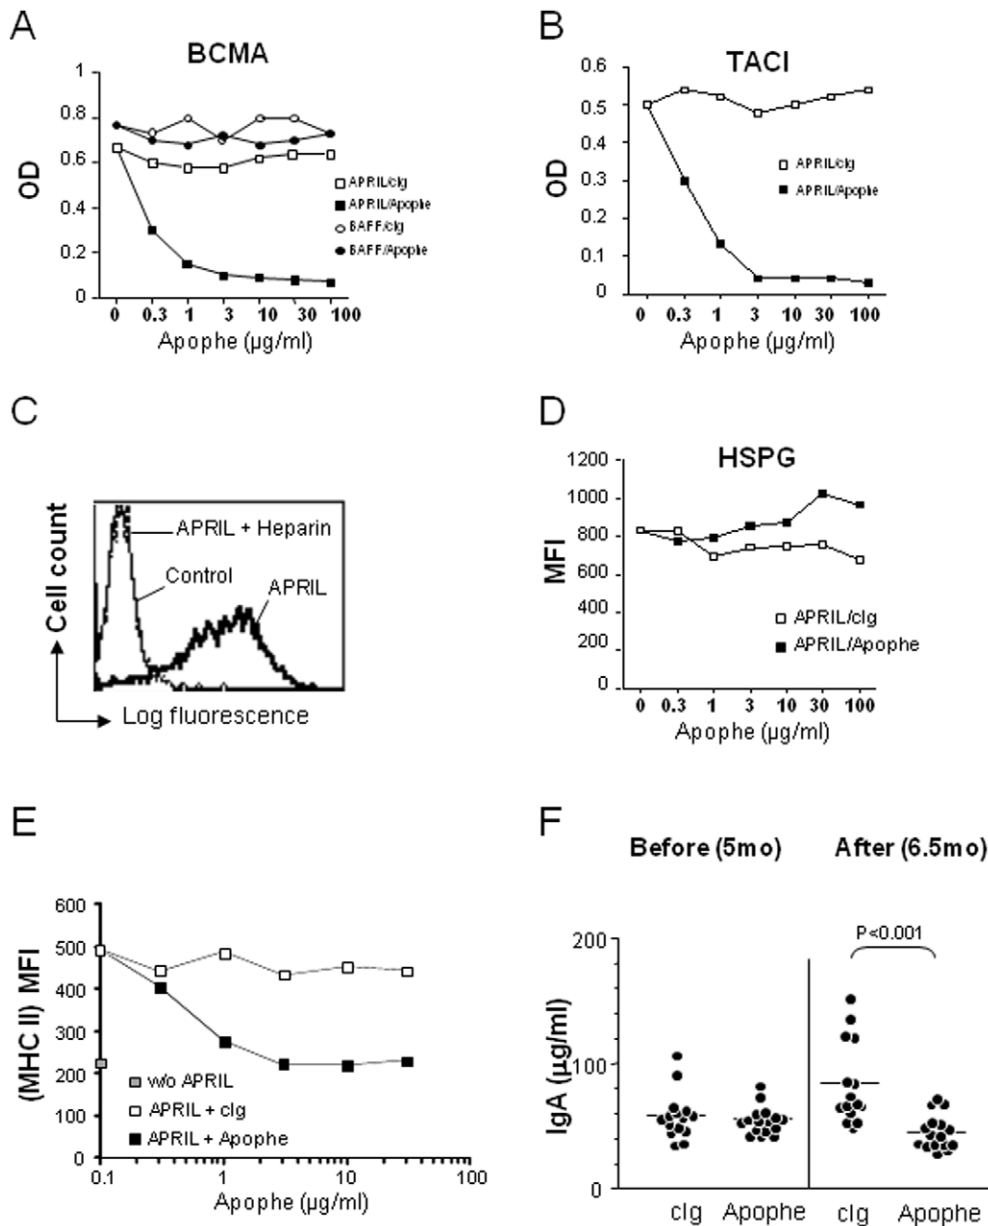 A
BCMA
OD
1
0.8
0.6
0.4
0.2
0
APRIL/cIg
APRIL/Apophe
BAFF/cIg
BAFF/Apophe
0 0.3 1 3 10 30 100
Apophe (µg/ml)
B
TACI
OD
0.6
0.5
0.4
0.3
0.2
0.1
0
APRIL/cIg
APRIL/Apophe
0 0.3 1 3 10 30 100
Apophe (µg/ml)
C
Cell count
APRIL + Heparin
Control
APRIL
Log fluorescence
D
HSPG
MFI
1200
1000
800
600
400
200
0
APRIL/cIg
APRIL/Apophe
0 0.3 1 3 10 30 100
Apophe (µg/ml)
E
(MHC II) MFI
600
500
400
300
200
100
0
w/o APRIL
APRIL + cIg
APRIL + Apophe
0.1 1 10 100
Apophe (µg/ml)
F
Before (5mo) After (6.5mo)
IgA (µg/ml)
200
100
0
P<0.001
cIg Apophe cIg Apophe